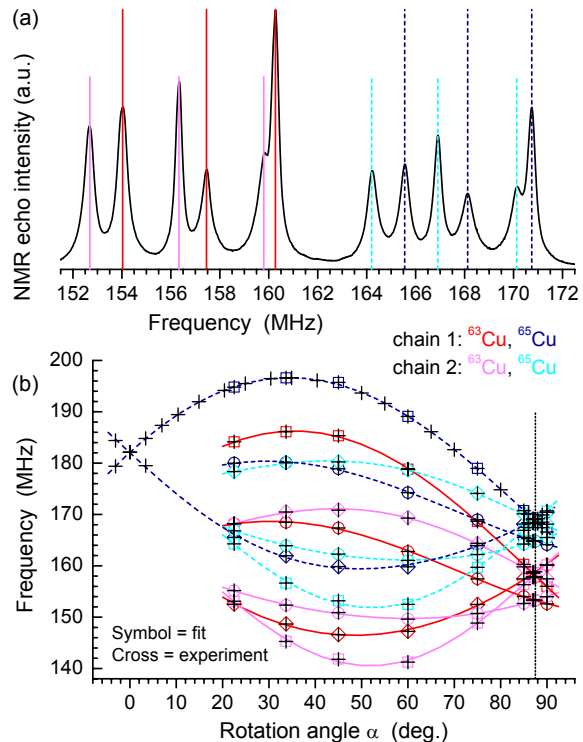 (a)
NMR echo intensity (a.u.)
152 154 156 158 160 162 164 166 168 170 172
Frequency (MHz)
chain 1: ⁶³Cu, ⁶⁵Cu
chain 2: ⁶³Cu, ⁶⁵Cu
(b)
200
190
180
170
160
150
140
Frequency (MHz)
Symbol = fit
Cross = experiment
0 10 20 30 40 50 60 70 80 90
Rotation angle α (deg.)